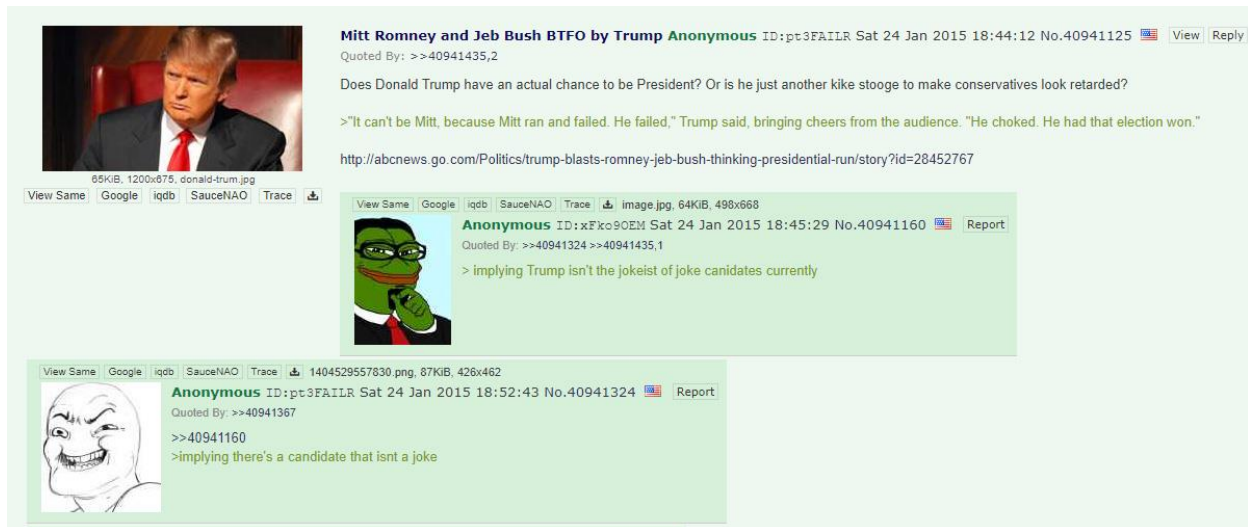 Mitt Romney and Jeb Bush BTFO by Trump Anonymous ID:pt3FAILR Sat 24 Jan 2015 18:44:12 No.40941125 View Reply
Quoted By: >>40941435,2
Does Donald Trump have an actual chance to be President? Or is he just another kike stooge to make conservatives look retarded?
>"It can't be Mitt, because Mitt ran and failed. He failed," Trump said, bringing cheers from the audience. "He choked. He had that election won."
http://abcnews.go.com/Politics/trump-blasts-romney-jeb-bush-thinking-presidential-run/story?id=28452767
65KiB, 1200x675, donald-trum.jpg
View Same Google iqdb SauceNAO Trace
View Same Google iqdb SauceNAO Trace image.jpg, 64KiB, 498x668
Anonymous ID:xFko9OEM Sat 24 Jan 2015 18:45:29 No.40941160 Report
Quoted By: >>40941324 >>40941435,1
> implying Trump isn't the jokeist of joke canidates currently
View Same Google iqdb SauceNAO Trace 1404529557830.png, 87KiB, 426x462
Anonymous ID:pt3FAILR Sat 24 Jan 2015 18:52:43 No.40941324 Report
Quoted By: >>40941367
>>40941160
>implying there's a candidate that isnt a joke